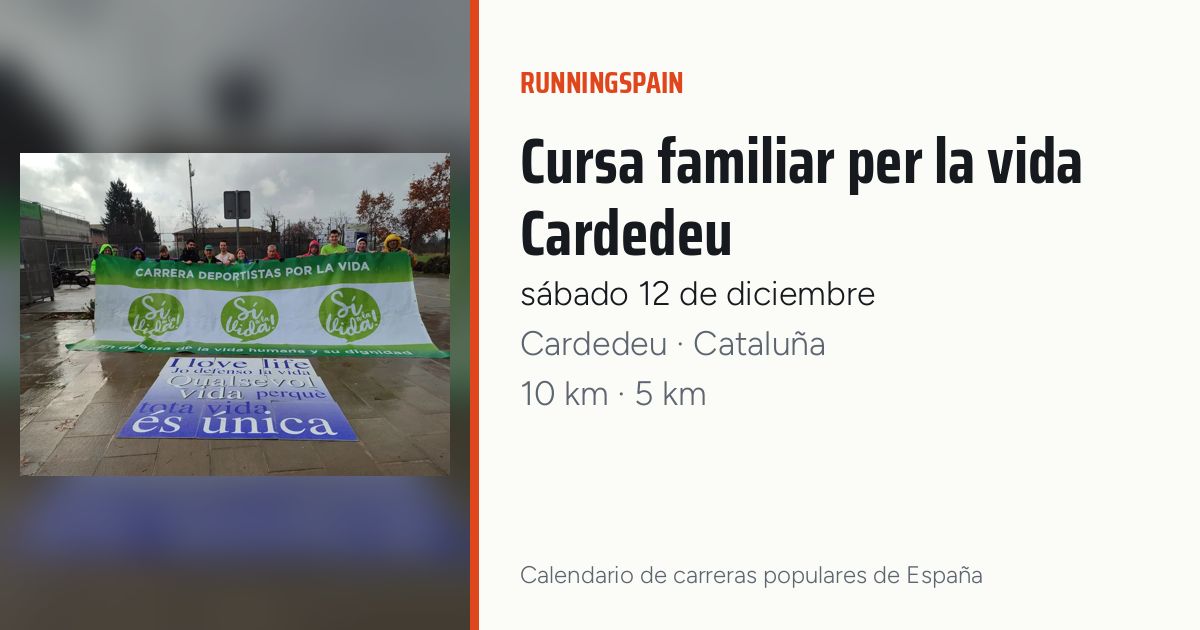 RUNNINGSPAIN
Cursa familiar per la vida
Cardedeu
sábado 12 de diciembre
Cardedeu · Cataluña
10 km · 5 km
Calendario de carreras populares de España
CARRERA DEPORTISTAS POR LA VIDA
Sí a la Vida!
Sí a la Vida!
Sí a la Vida!
de la vida humana y su dignidad
I love life
Jo defenso la vida
Qualsevol
vida perquè
tota vida
és única